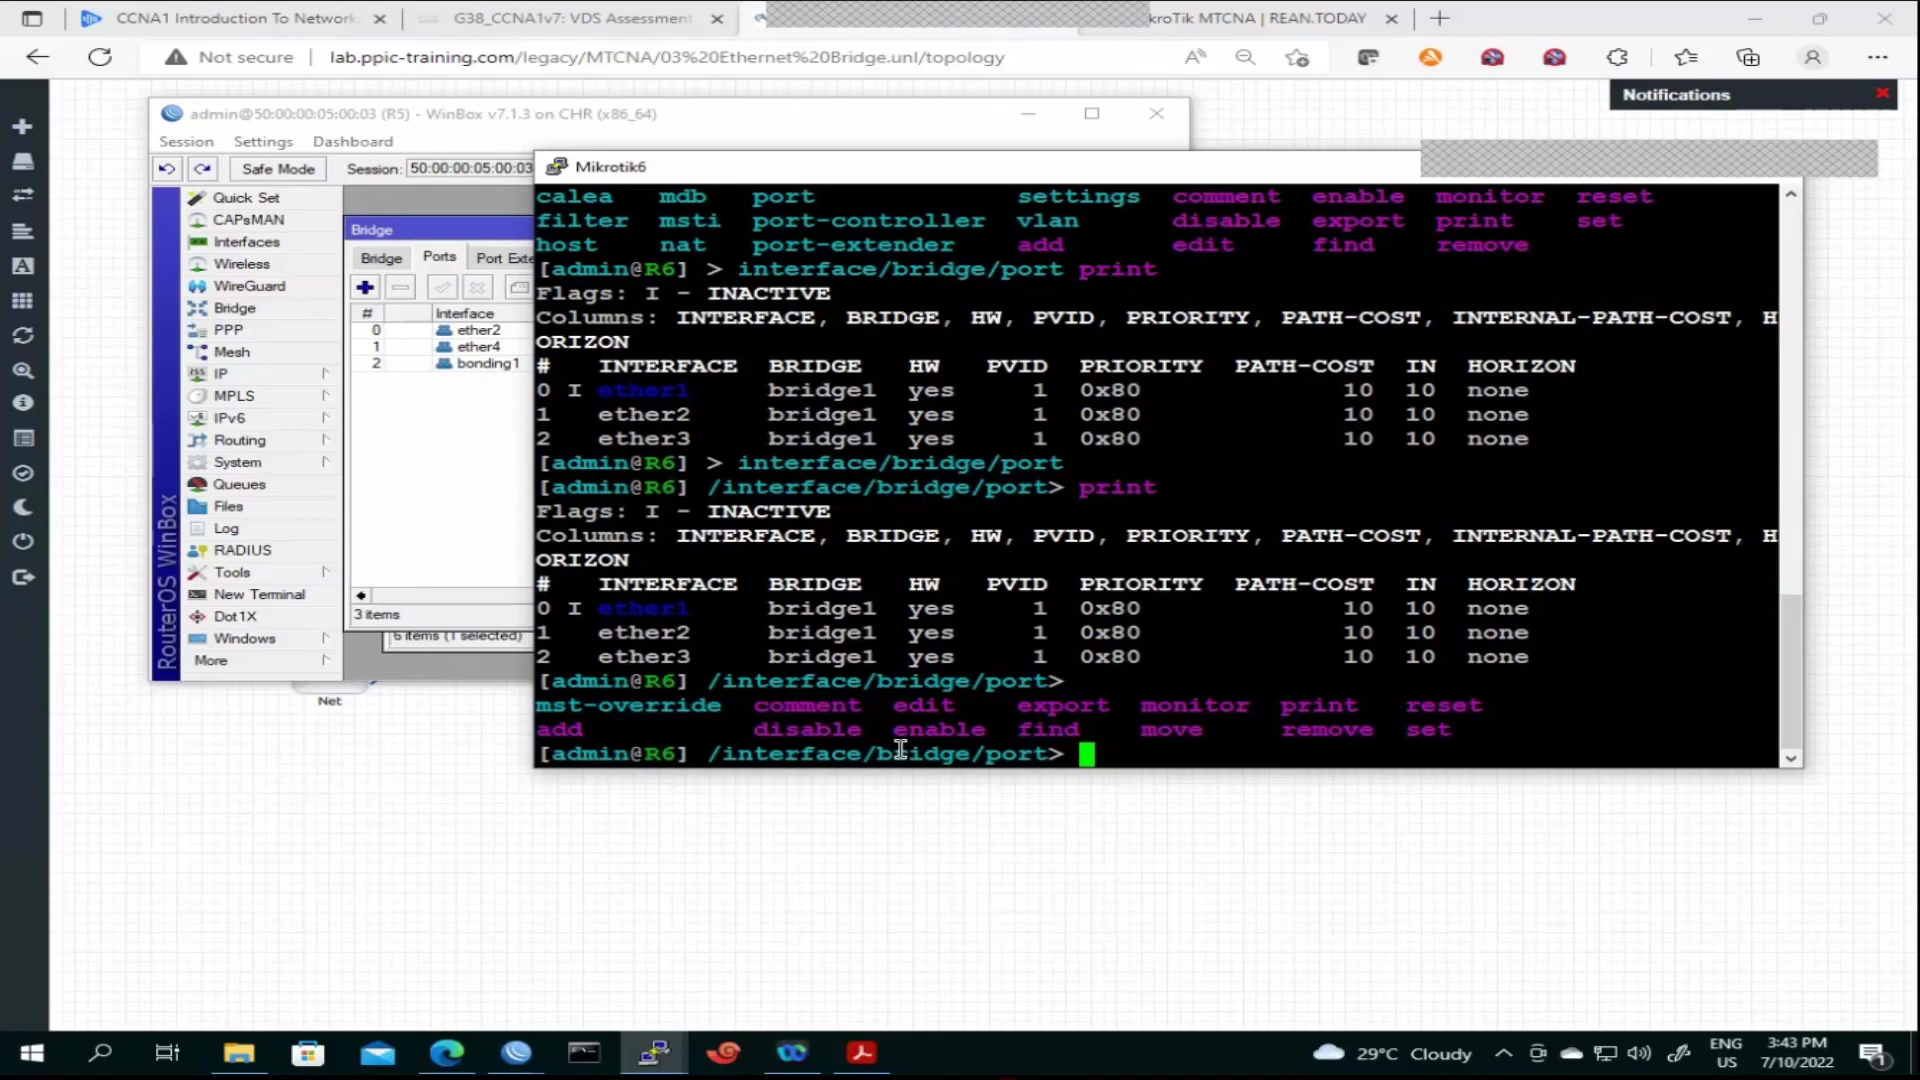 CCNA1 Introduction To Network
G38_CCNA1v7: VDS Assessment
kroTik MTCNA | REAN.TODAY
Not secure
lab.ppic-training.com/legacy/MTCNA/03%20Ethernet%20Bridge.unl/topology
Notifications
admin@50:00:00:05:00:03 (R5) - WinBox v7.1.3 on CHR (x86_64)
Session Settings Dashboard
Safe Mode Session: 50:00:00:05:00:03
RouterOS WinBox
Quick Set
CAPsMAN
Interfaces
Wireless
WireGuard
Bridge
PPP
Mesh
IP
MPLS
IPv6
Routing
System
Queues
Files
Log
RADIUS
Tools
New Terminal
Dot1X
Windows
More
Bridge
Bridge Ports Port Exte
# Interface
0 ether2
1 ether4
2 bonding1
3 items
6 items (1 selected)
Net
Mikrotik6
calea mdb port settings comment enable monitor reset
filter msti port-controller vlan disable export print set
host nat port-extender add edit find remove
[admin@R6] > interface/bridge/port print
Flags: I - INACTIVE
Columns: INTERFACE, BRIDGE, HW, PVID, PRIORITY, PATH-COST, INTERNAL-PATH-COST, H
ORIZON
# INTERFACE BRIDGE HW PVID PRIORITY PATH-COST IN HORIZON
0 I ether1 bridge1 yes 1 0x80 10 10 none
1 ether2 bridge1 yes 1 0x80 10 10 none
2 ether3 bridge1 yes 1 0x80 10 10 none
[admin@R6] > interface/bridge/port
[admin@R6] /interface/bridge/port> print
Flags: I - INACTIVE
Columns: INTERFACE, BRIDGE, HW, PVID, PRIORITY, PATH-COST, INTERNAL-PATH-COST, H
ORIZON
# INTERFACE BRIDGE HW PVID PRIORITY PATH-COST IN HORIZON
0 I ether1 bridge1 yes 1 0x80 10 10 none
1 ether2 bridge1 yes 1 0x80 10 10 none
2 ether3 bridge1 yes 1 0x80 10 10 none
[admin@R6] /interface/bridge/port>
mst-override comment edit export monitor print reset
add disable enable find move remove set
[admin@R6] /interface/bridge/port>
29°C Cloudy
ENG
US
3:43 PM
7/10/2022
1